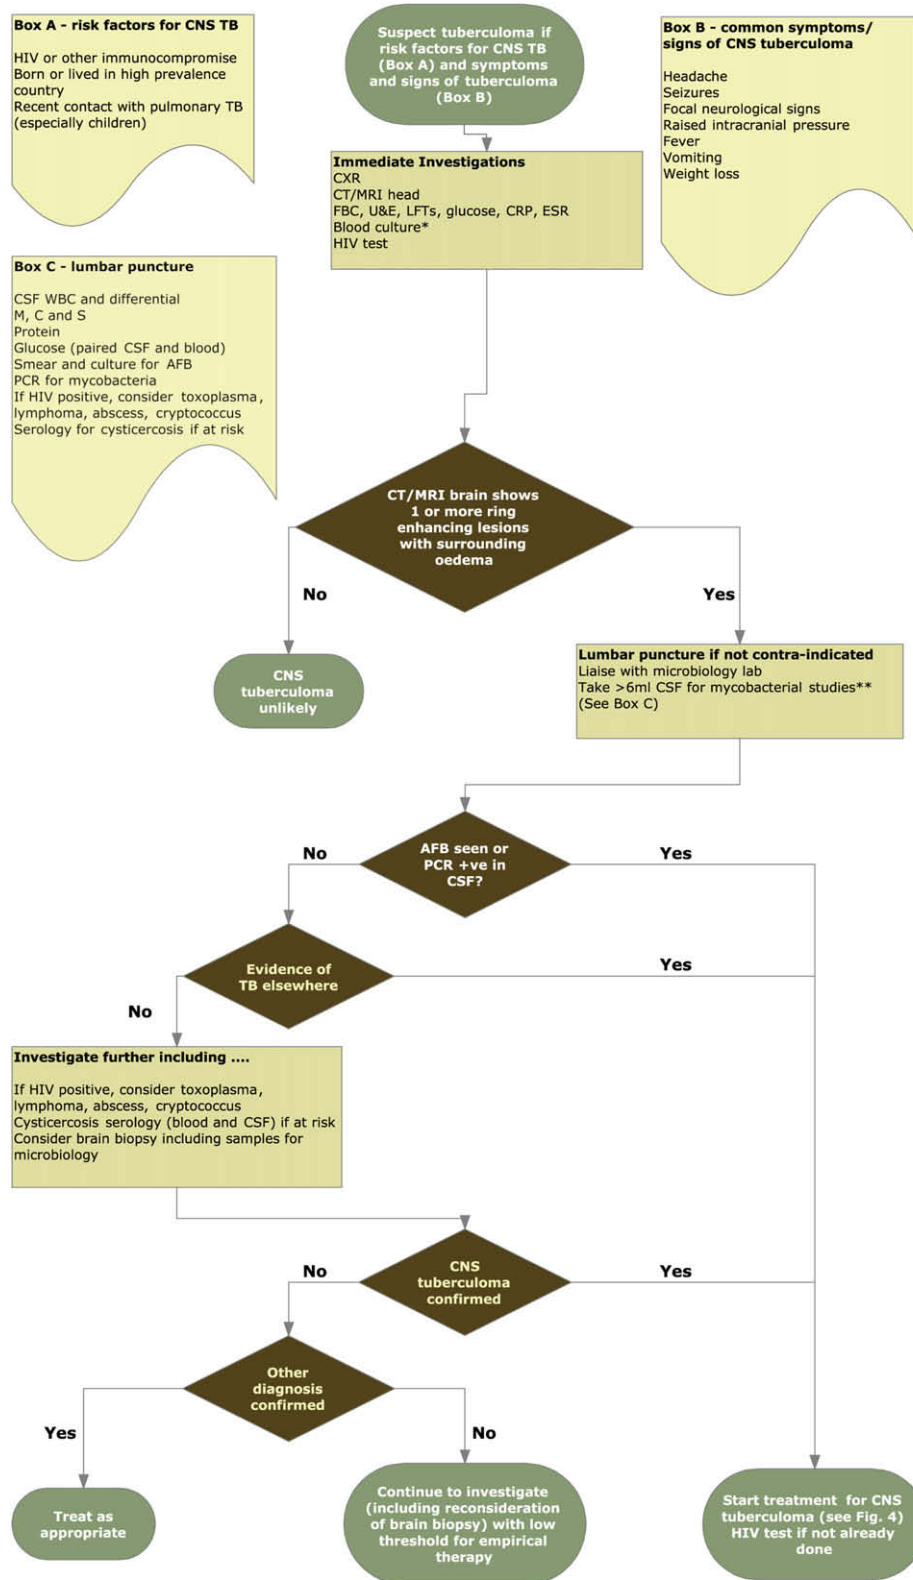 Box A - risk factors for CNS TB
HIV or other immunocompromise
Born or lived in high prevalence
country
Recent contact with pulmonary TB
(especially children)
Suspect tuberculoma if
risk factors for CNS TB
(Box A) and symptoms
and signs of tuberculoma
(Box B)
Box B - common symptoms/
signs of CNS tuberculoma
Headache
Seizures
Focal neurological signs
Raised intracranial pressure
Fever
Vomiting
Weight loss
Immediate Investigations
CXR
CT/MRI head
FBC, U&E, LFTs, glucose, CRP, ESR
Blood culture*
HIV test
Box C - lumbar puncture
CSF WBC and differential
M, C and S
Protein
Glucose (paired CSF and blood)
Smear and culture for AFB
PCR for mycobacteria
If HIV positive, consider toxoplasma,
lymphoma, abscess, cryptococcus
Serology for cysticercosis if at risk
CT/MRI brain shows
1 or more ring
enhancing lesions
with surrounding
oedema
No
Yes
CNS
tuberculoma
unlikely
Lumbar puncture if not contra-indicated
Liaise with microbiology lab
Take >6ml CSF for mycobacterial studies**
(See Box C)
No
AFB seen or
PCR +ve in
CSF?
Yes
Evidence of
TB elsewhere
Yes
No
Investigate further including ....
If HIV positive, consider toxoplasma,
lymphoma, abscess, cryptococcus
Cysticercosis serology (blood and CSF) if at risk
Consider brain biopsy including samples for
microbiology
No
CNS
tuberculoma
confirmed
Yes
Other
diagnosis
confirmed
Yes
No
Treat as
appropriate
Continue to investigate
(including reconsideration
of brain biopsy) with low
threshold for empirical
therapy
Start treatment for CNS
tuberculoma (see Fig. 4)
HIV test if not already
done